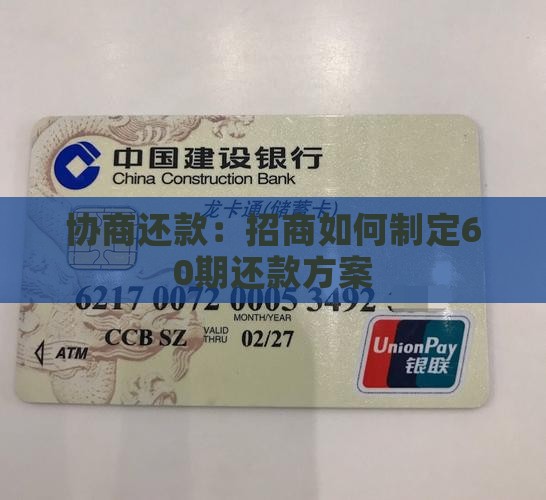 中国建设银行
China Construction Bank
龙卡通(储蓄卡)
协商还款：招商如何制定6
0期还款方案
6217 0072 0005 3492
MONTH/YEAR
CCB SZ VALID THRU 02/27
ATM
UnionPay
银联